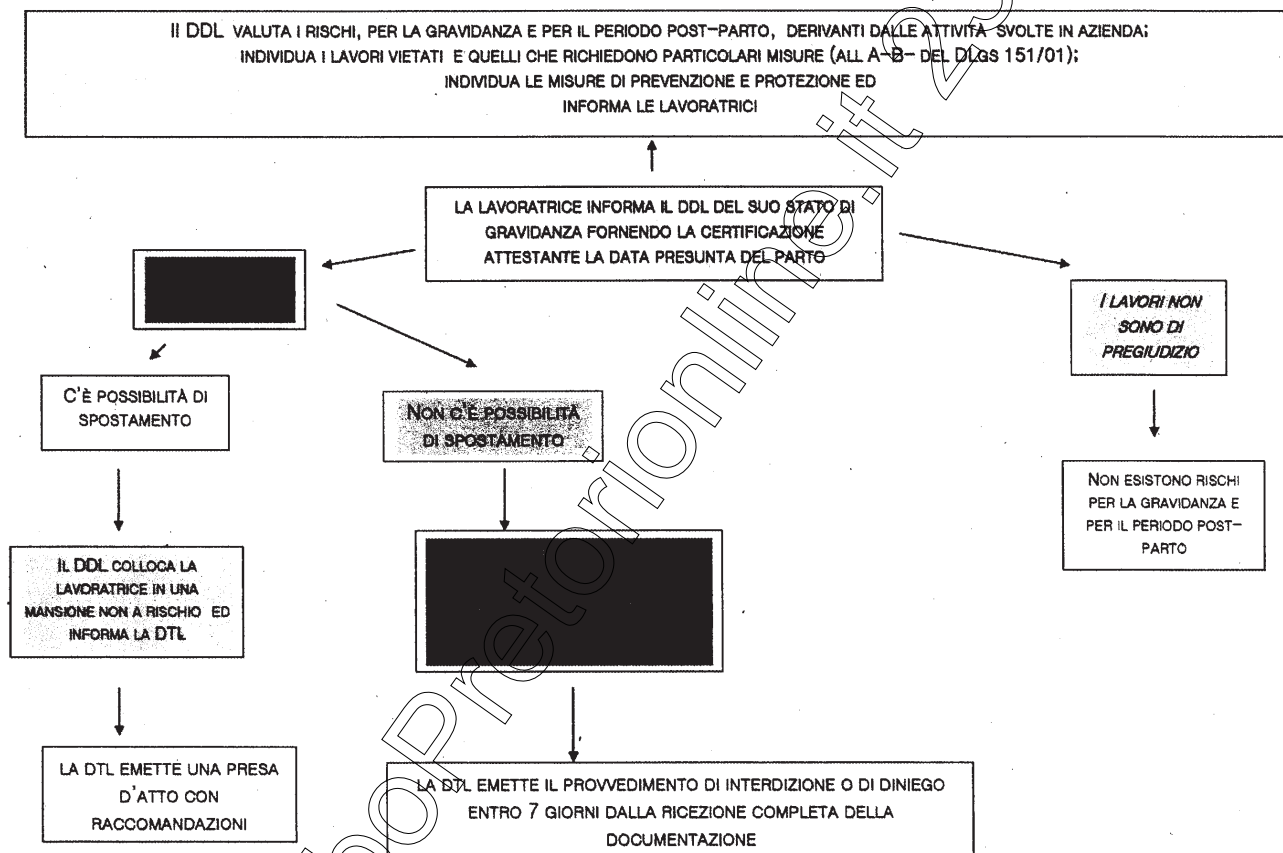 Il DDL VALUTA I RISCHI, PER LA GRAVIDANZA E PER IL PERIODO POST-PARTO, DERIVANTI DALLE ATTIVITÀ SVOLTE IN AZIENDA;
INDIVIDUA I LAVORI VIETATI E QUELLI CHE RICHIEDONO PARTICOLARI MISURE (ALL A-B- DEL DLGS 151/01);
INDIVIDUA LE MISURE DI PREVENZIONE E PROTEZIONE ED
INFORMA LE LAVORATRICI
LA LAVORATRICE INFORMA IL DDL DEL SUO STATO DI
GRAVIDANZA FORNENDO LA CERTIFICAZIONE
ATTESTANTE LA DATA PRESUNTA DEL PARTO
I LAVORI NON
SONO DI
PREGIUDIZIO
C'È POSSIBILITÀ DI
SPOSTAMENTO
NON C'È POSSIBILITÀ
DI SPOSTAMENTO
NON ESISTONO RISCHI
PER LA GRAVIDANZA E
PER IL PERIODO POST-
PARTO
IL DDL COLLOCA LA
LAVORATRICE IN UNA
MANSIONE NON A RISCHIO ED
INFORMA LA DTL
LA DTL EMETTE UNA PRESA
D'ATTO CON
RACCOMANDAZIONI
LA DTL EMETTE IL PROVVEDIMENTO DI INTERDIZIONE O DI DINIEGO
ENTRO 7 GIORNI DALLA RICEZIONE COMPLETA DELLA
DOCUMENTAZIONE
boPretorionline.it 23